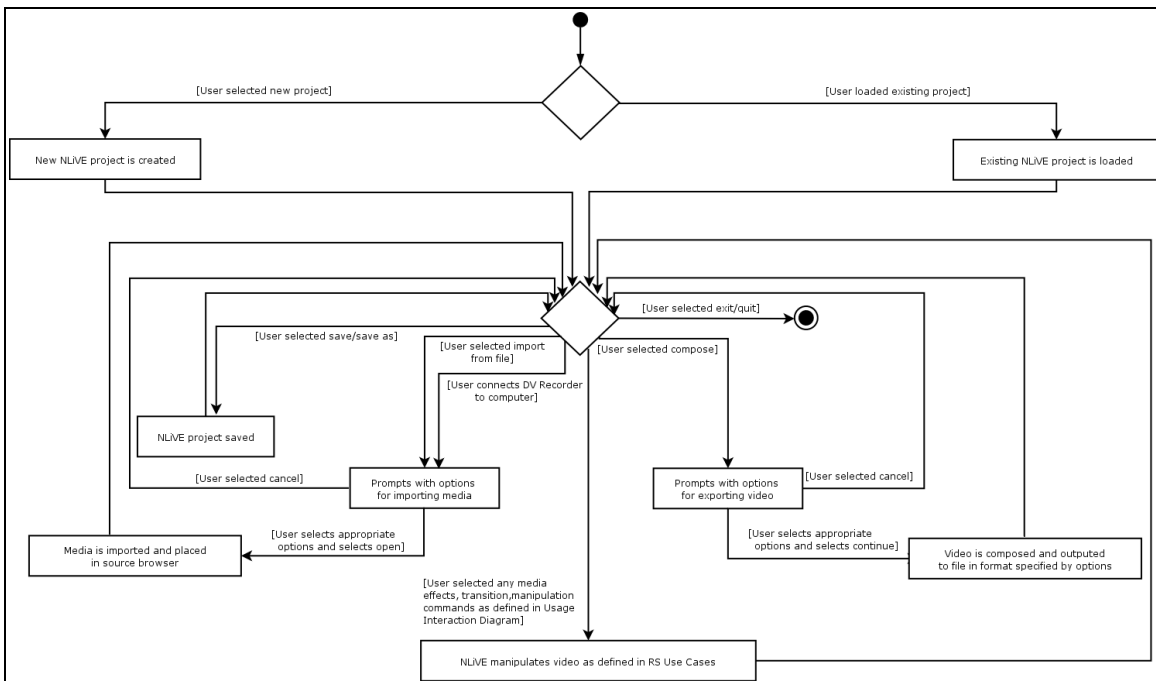 [User selected new project]
[User loaded existing project]
New NLiVE project is created
Existing NLiVE project is loaded
[User selected exit/quit]
[User selected save/save as]
[User selected import
from file]
[User selected compose]
[User connects DV Recorder
to computer]
NLiVE project saved
[User selected cancel]
Prompts with options
for importing media
Prompts with options
for exporting video
[User selected cancel]
[User selects appropriate
options and selects open]
[User selects appropriate
options and selects continue]
Media is imported and placed
in source browser
Video is composed and outputed
to file in format specified by options
[User selected any media
effects, transition,manipulation
commands as defined in Usage
Interaction Diagram]
NLiVE manipulates video as defined in RS Use Cases